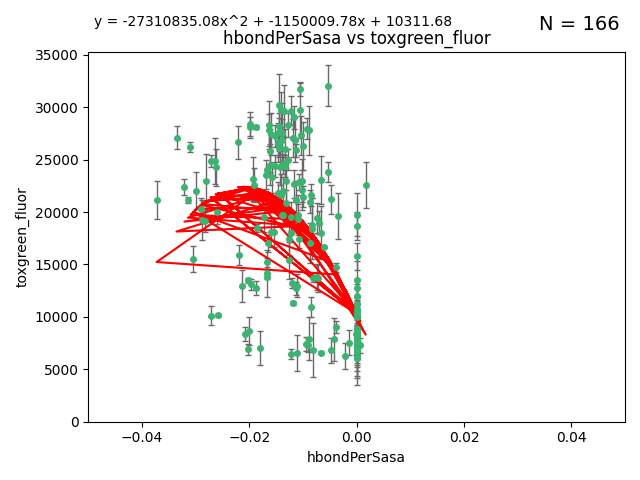 y = -27310835.08x^2 + -1150009.78x + 10311.68
N = 166
hbondPerSasa vs toxgreen_fluor
35000
30000
25000
20000
15000
10000
5000
0
toxgreen_fluor
−0.04
−0.02
0.00
0.02
0.04
hbondPerSasa